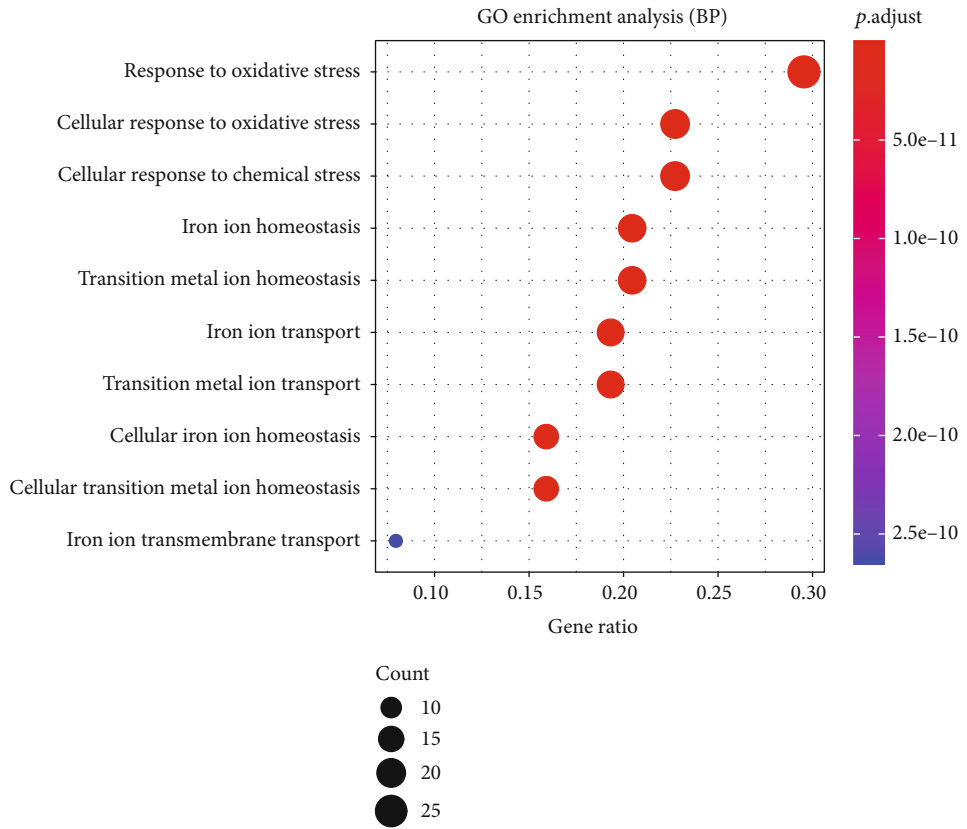 GO enrichment analysis (BP)
p.adjust
Response to oxidative stress
Cellular response to oxidative stress
Cellular response to chemical stress
Iron ion homeostasis
Transition metal ion homeostasis
Iron ion transport
Transition metal ion transport
Cellular iron ion homeostasis
Cellular transition metal ion homeostasis
Iron ion transmembrane transport
5.0e–11
1.0e–10
1.5e–10
2.0e–10
2.5e–10
0.10
0.15
0.20
0.25
0.30
Gene ratio
Count
10
15
20
25